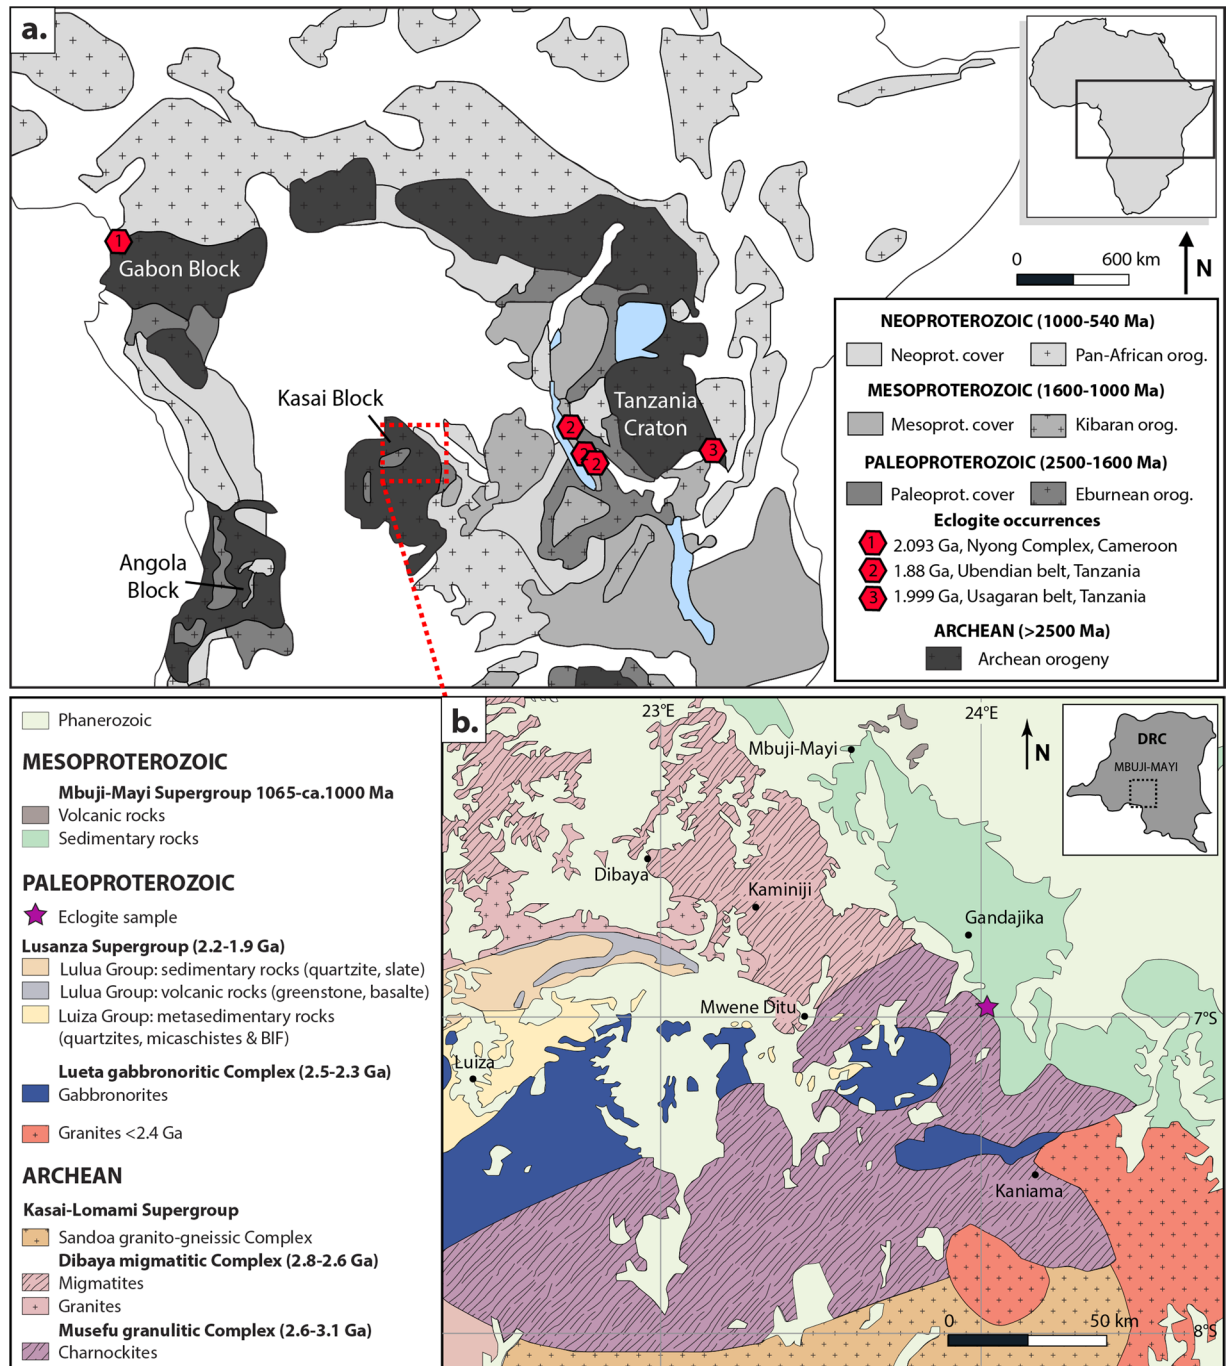 a.
1
Gabon Block
Kasai Block
Angola
Block
2
2
2
Tanzania
Craton
3
0 600 km
N
NEOPROTEROZOIC (1000-540 Ma)
Neoprot. cover Pan-African orog.
MESOPROTEROZOIC (1600-1000 Ma)
Mesoprot. cover Kibaran orog.
PALEOPROTEROZOIC (2500-1600 Ma)
Paleoprot. cover Eburnean orog.
Eclogite occurrences
1 2.093 Ga, Nyong Complex, Cameroon
2 1.88 Ga, Ubendian belt, Tanzania
3 1.999 Ga, Usagaran belt, Tanzania
ARCHEAN (>2500 Ma)
Archean orogeny
Phanerozoic
MESOPROTEROZOIC
Mbuji-Mayi Supergroup 1065-ca.1000 Ma
Volcanic rocks
Sedimentary rocks
PALEOPROTEROZOIC
Eclogite sample
Lusanza Supergroup (2.2-1.9 Ga)
Lulua Group: sedimentary rocks (quartzite, slate)
Lulua Group: volcanic rocks (greenstone, basalte)
Luiza Group: metasedimentary rocks
(quartzites, micaschistes & BIF)
Lueta gabbronoritic Complex (2.5-2.3 Ga)
Gabbronorites
Granites <2.4 Ga
ARCHEAN
Kasai-Lomami Supergroup
Sandoa granito-gneissic Complex
Dibaya migmatitic Complex (2.8-2.6 Ga)
Migmatites
Granites
Musefu granulitic Complex (2.6-3.1 Ga)
Charnockites
b.
23°E
24°E
N
DRC
MBUJI-MAYI
Mbuji-Mayi
Dibaya
Kaminiji
Gandajika
Mwene Ditu
7°S
Luiza
Kaniama
0 50 km
8°S